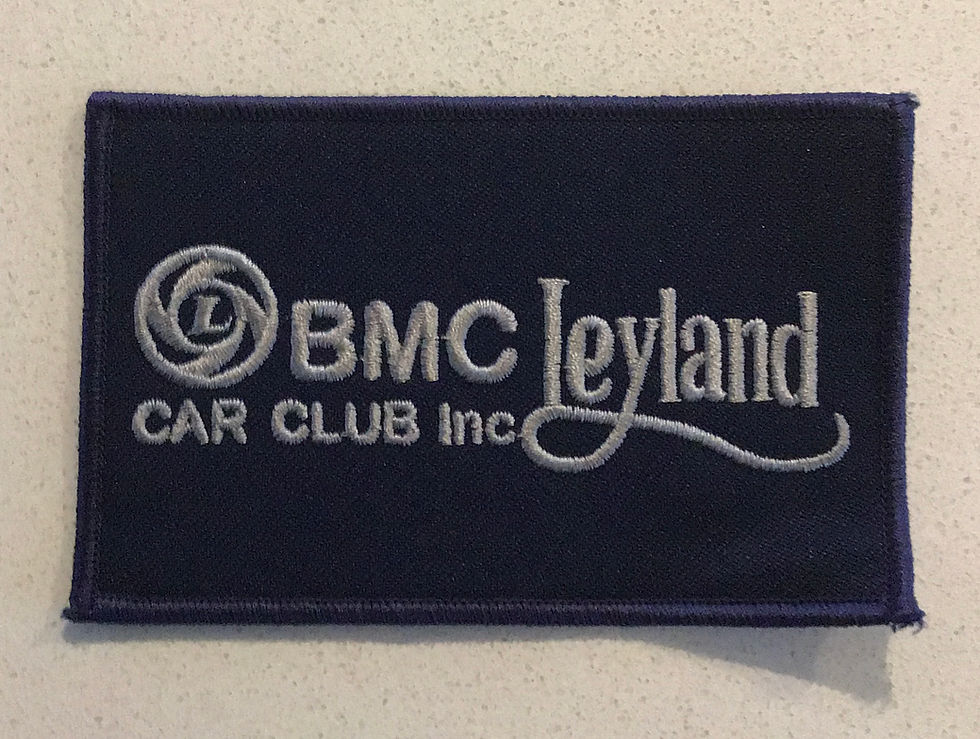 L BMC Leyland
CAR CLUB Inc.